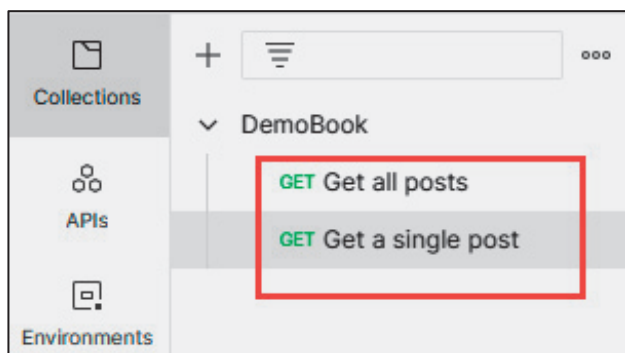 Collections
APIs
Environments
DemoBook
GET Get all posts
GET Get a single post